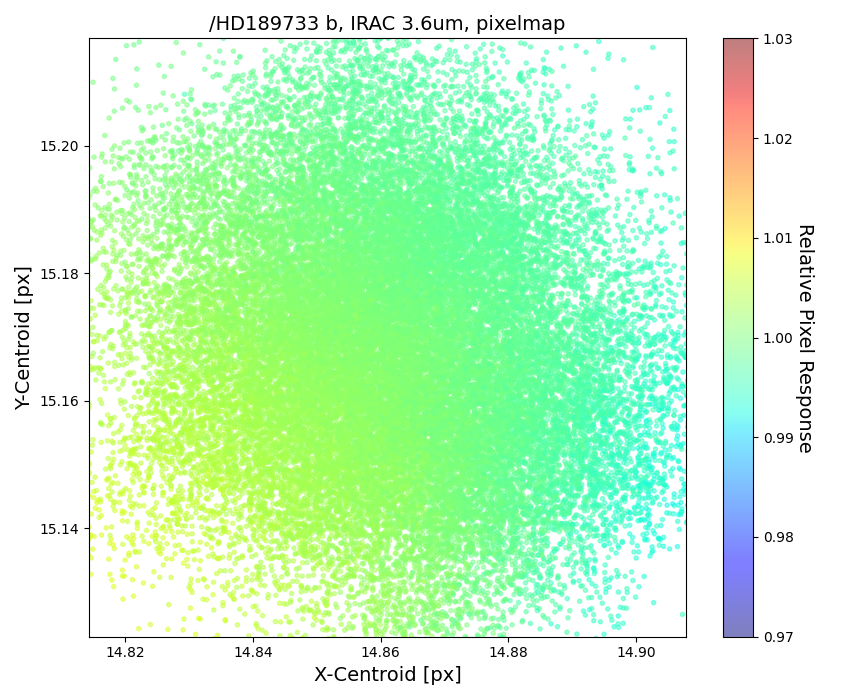 /HD189733 b, IRAC 3.6um, pixelmap
15.20
15.18
15.16
15.14
Y-Centroid [px]
14.82 14.84 14.86 14.88 14.90
X-Centroid [px]
1.03
1.02
1.01
1.00
0.99
0.98
0.97
Relative Pixel Response